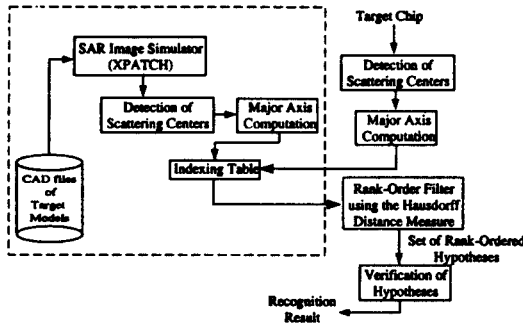 SAR Image Simulator
(XPATCH)
Detection of
Scattering Centers
Major Axis
Computation
Indexing Table
CAD files
of
Target
Models
Target Chip
Detection of
Scattering Centers
Major Axis
Computation
Rank-Order Filter
using the Hausdorff
Distance Measure
Set of Rank-Ordered
Hypotheses
Verification of
Hypotheses
Recognition
Result